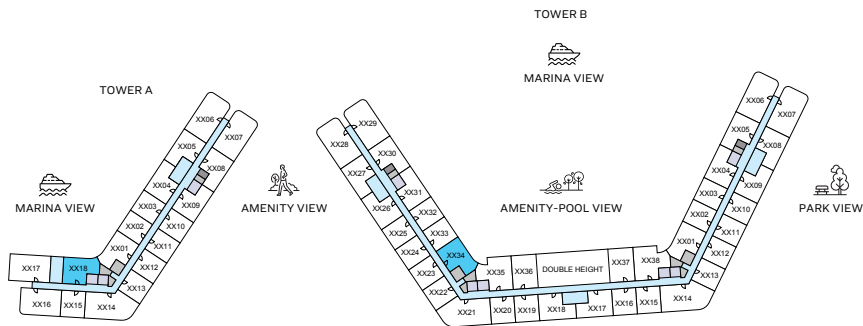 TOWER B
MARINA VIEW
TOWER A
MARINA VIEW
AMENITY VIEW
AMENITY-POOL VIEW
PARK VIEW
XX06
XX07
XX05
XX08
XX04
XX09
XX03
XX10
XX02
XX11
XX01
XX12
XX17
XX18
XX13
XX16
XX15
XX14
XX29
XX28
XX30
XX27
XX31
XX26
XX32
XX25
XX33
XX24
XX34
XX23
XX22
XX21
XX35
XX36
DOUBLE HEIGHT
XX37
XX38
XX20
XX19
XX18
XX17
XX16
XX15
XX14
XX06
XX07
XX05
XX08
XX04
XX09
XX03
XX10
XX02
XX11
XX01
XX12
XX13